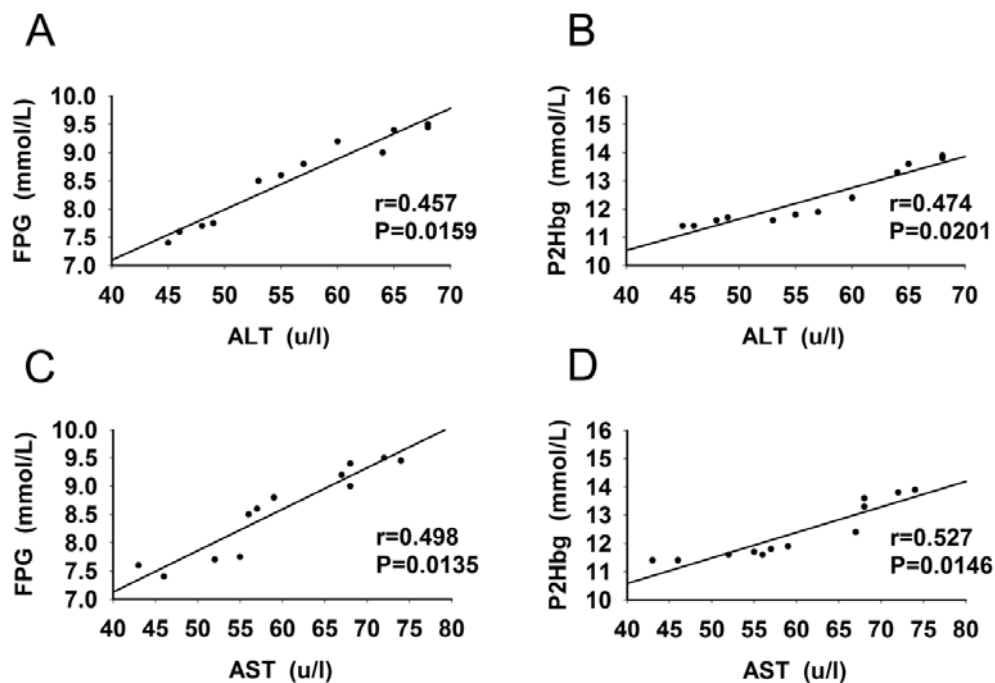 A
FPG (mmol/L)
10.0
9.5
9.0
8.5
8.0
7.5
7.0
r=0.457
P=0.0159
40 45 50 55 60 65 70
ALT (u/l)
B
P2Hbg (mmol/L)
16
15
14
13
12
11
10
r=0.474
P=0.0201
40 45 50 55 60 65 70
ALT (u/l)
C
FPG (mmol/L)
10.0
9.5
9.0
8.5
8.0
7.5
7.0
r=0.498
P=0.0135
40 45 50 55 60 65 70 75 80
AST (u/l)
D
P2Hbg (mmol/L)
16
15
14
13
12
11
10
r=0.527
P=0.0146
40 45 50 55 60 65 70 75 80
AST (u/l)